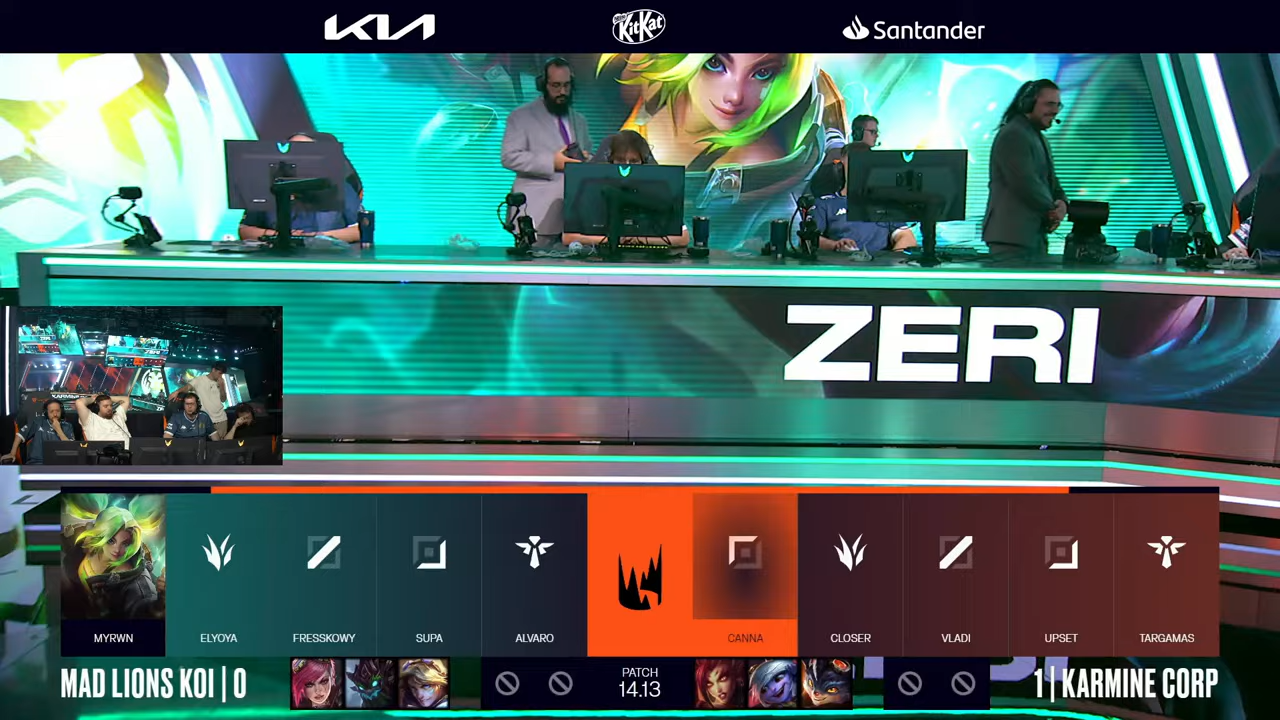 KIA
Nestlé KitKat
Santander
ZERI
MYRWN
ELYOYA
FRESSKOWY
SUPA
ALVARO
CANNA
CLOSER
VLADI
UPSET
TARGAMAS
MAD LIONS KOI | 0
PATCH
14.13
1 | KARMINE CORP